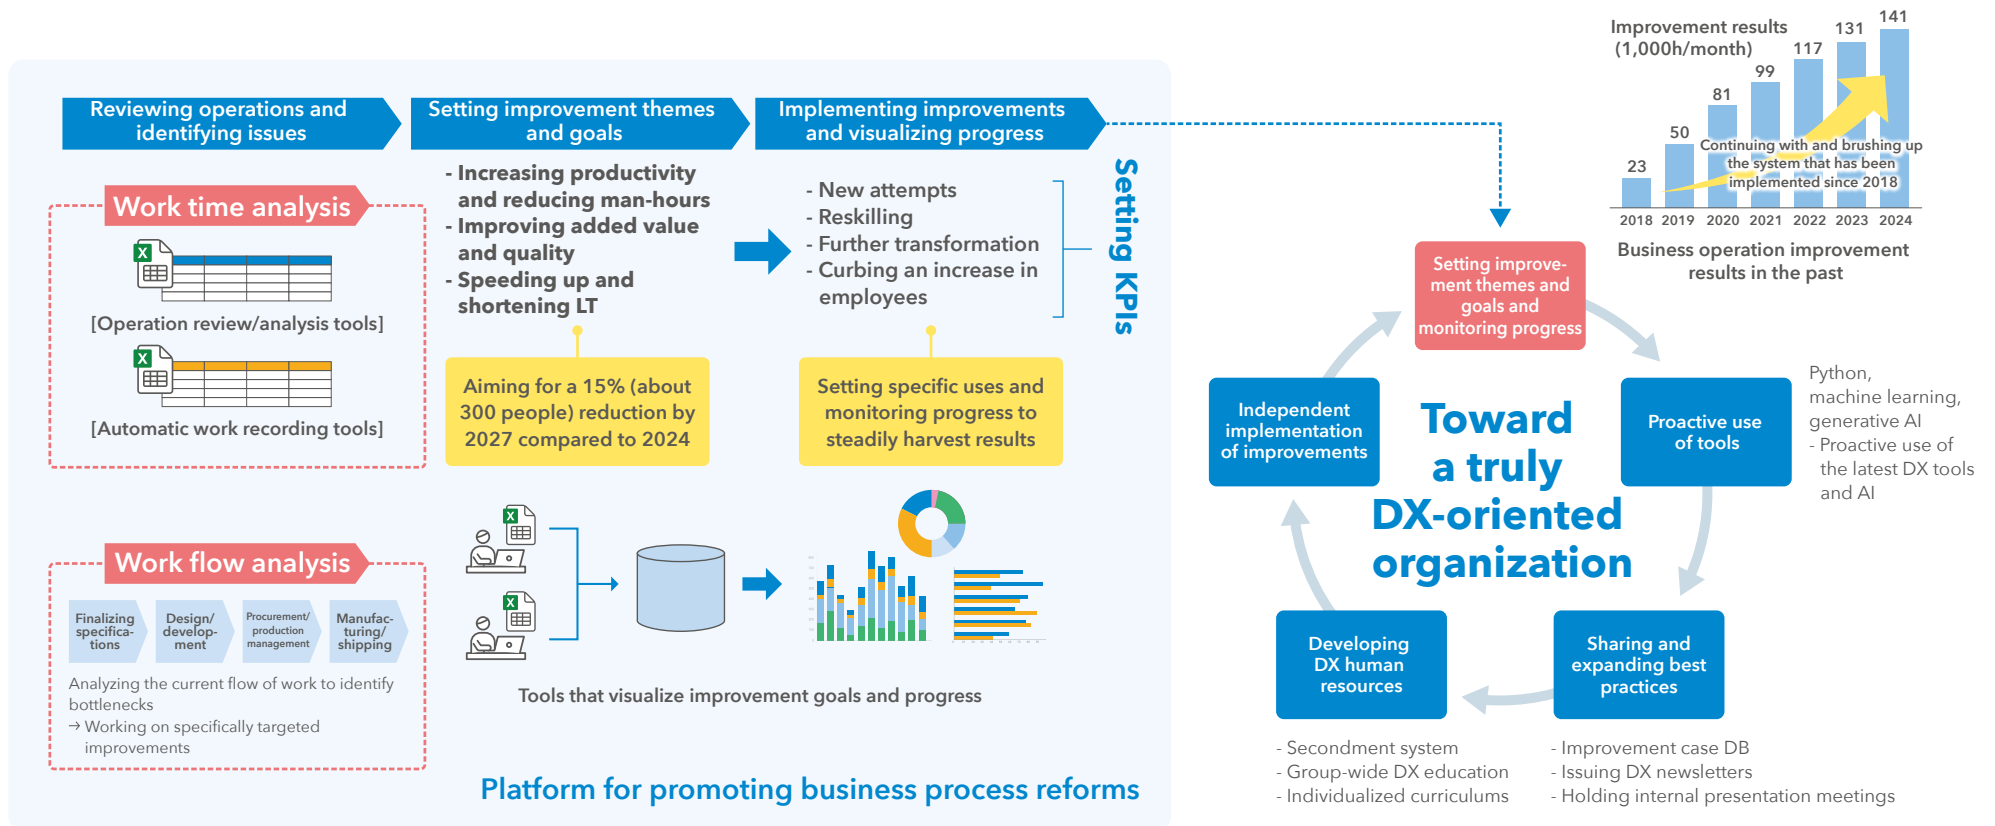 Reviewing operations and
identifying issues
Setting improvement themes
and goals
Implementing improvements
and visualizing progress
Work time analysis
X
[Operation review/analysis tools]
X
[Automatic work recording tools]
Work flow analysis
Finalizing
specifica-
tions
Design/
develop-
ment
Procurement/
production
management
Manufac-
turing/
shipping
Analyzing the current flow of work to identify
bottlenecks
→ Working on specifically targeted
improvements
- Increasing productivity
and reducing man-hours
- Improving added value
and quality
- Speeding up and
shortening LT
Aiming for a 15% (about
300 people) reduction by
2027 compared to 2024
- New attempts
- Reskilling
- Further transformation
- Curbing an increase in
employees
Setting KPIs
Setting specific uses and
monitoring progress to
steadily harvest results
X
X
Tools that visualize improvement goals and progress
Platform for promoting business process reforms
Improvement results
(1,000h/month)
23
50
81
99
117
131
141
Continuing with and brushing up
the system that has been
implemented since 2018
2018 2019 2020 2021 2022 2023 2024
Business operation improvement
results in the past
Setting improve-
ment themes and
goals and
monitoring progress
Proactive use
of tools
Python,
machine learning,
generative AI
- Proactive use of
the latest DX tools
and AI
Sharing and
expanding best
practices
- Improvement case DB
- Issuing DX newsletters
- Holding internal presentation meetings
Developing
DX human
resources
- Secondment system
- Group-wide DX education
- Individualized curriculums
Independent
implementation
of improvements
Toward
a truly
DX-oriented
organization